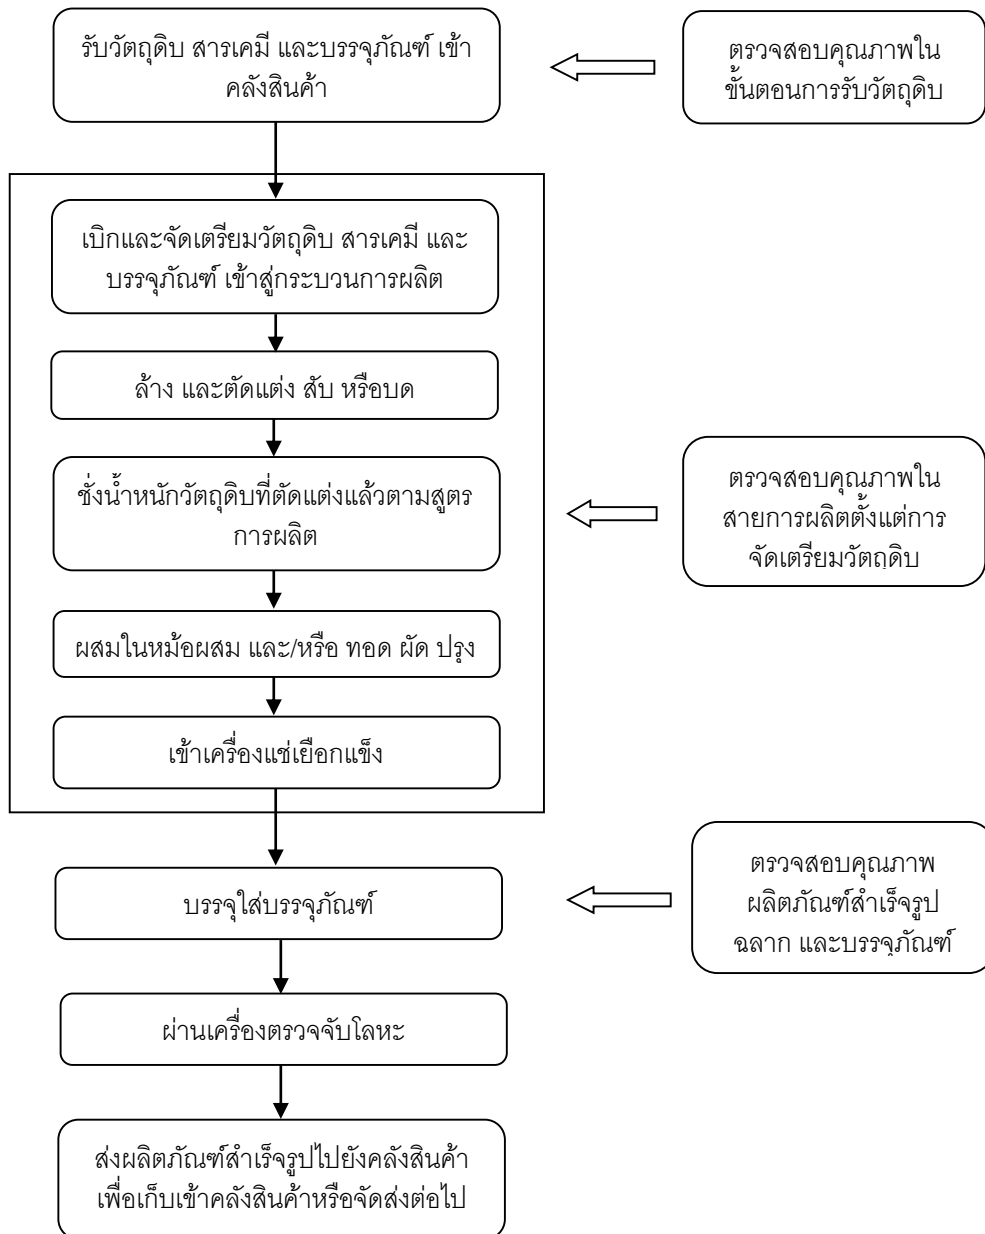 รับวัตถุดิบ สารเคมี และบรรจุภัณฑ์ เข้า
คลังสินค้า
ตรวจสอบคุณภาพใน
ขั้นตอนการรับวัตถุดิบ
เบิกและจัดเตรียมวัตถุดิบ สารเคมี และ
บรรจุภัณฑ์ เข้าสู่กระบวนการผลิต
ล้าง และตัดแต่ง สับ หรือบด
ชั่งน้ำหนักวัตถุดิบที่ตัดแต่งแล้วตามสูตร
การผลิต
ตรวจสอบคุณภาพใน
สายการผลิตตั้งแต่การ
จัดเตรียมวัตถุดิบ
ผสมในหม้อผสม และ/หรือ ทอด ผัด ปรุง
เข้าเครื่องแช่เยือกแข็ง
บรรจุใส่บรรจุภัณฑ์
ตรวจสอบคุณภาพ
ผลิตภัณฑ์สำเร็จรูป
ฉลาก และบรรจุภัณฑ์
ผ่านเครื่องตรวจจับโลหะ
ส่งผลิตภัณฑ์สำเร็จรูปไปยังคลังสินค้า
เพื่อเก็บเข้าคลังสินค้าหรือจัดส่งต่อไป